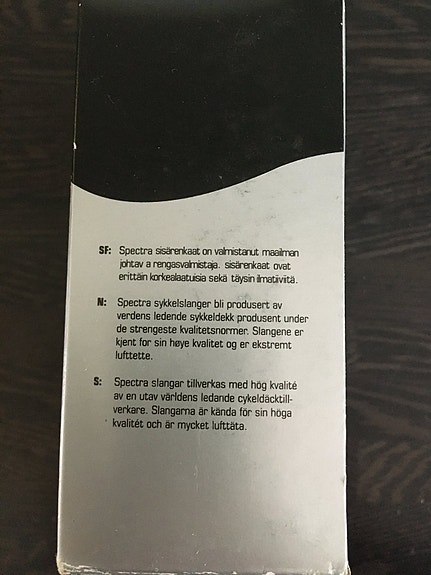 SF: Spectra sisärenkaat on valmistanut maailman
johtav a rengasvalmistaja. sisärenkaat ovat
erittäin korkealaatuisia sekä täysin ilmatiiviitä.
N: Spectra sykkelslanger bli produsert av
verdens ledende sykkeldekk produsent under
de strengeste kvalitetsnormer. Slangene er
kjent for sin høye kvalitet og er ekstremt
lufttette.
S: Spectra slangar tillverkas med hög kvalité
av en utav världens ledande cykeldäcktill-
verkare. Slangarna är kända för sin höga
kvalitét och är mycket lufttäta.